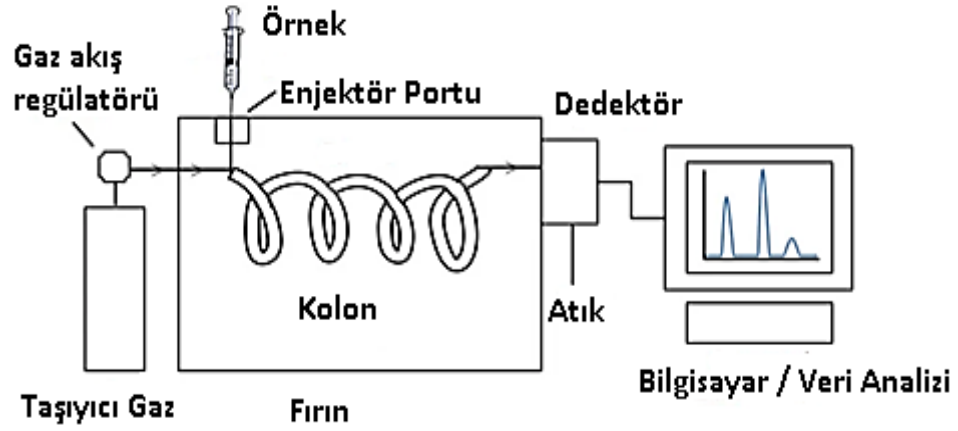 Örnek
Gaz akış
regülatörü
Enjektör Portu
Dedektör
Kolon
Atık
Taşıyıcı Gaz
Fırın
Bilgisayar / Veri Analizi